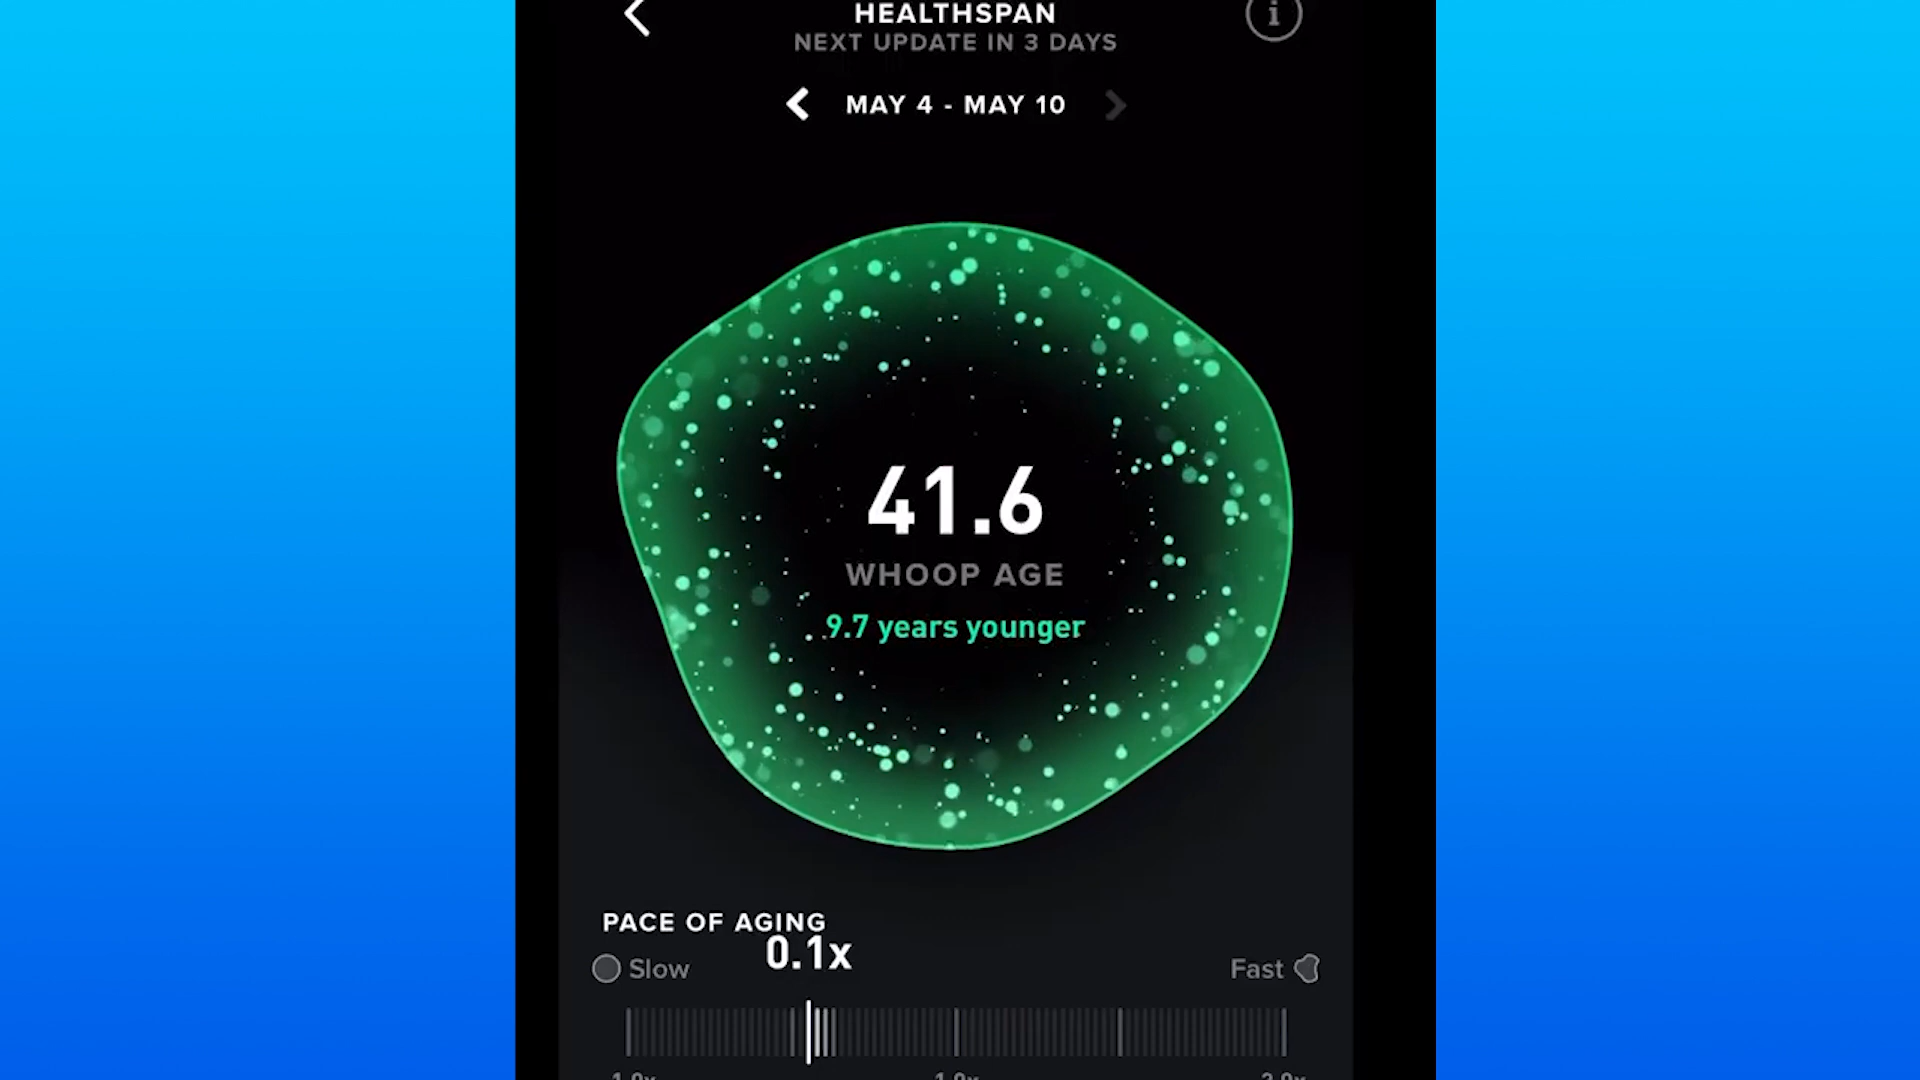 HEALTHSPAN
NEXT UPDATE IN 3 DAYS
MAY 4 - MAY 10
41.6
WHOOP AGE
9.7 years younger
PACE OF AGING
0.1x
Slow
Fast